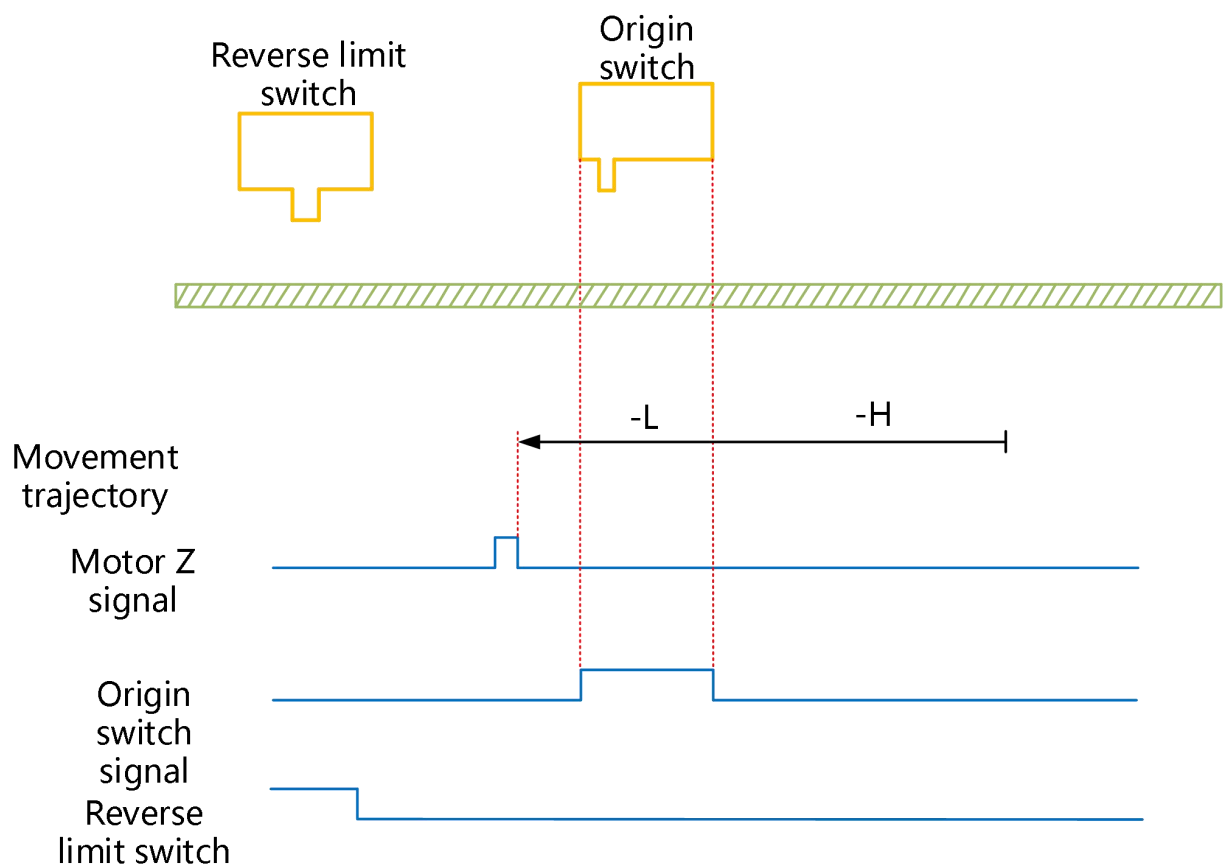 Reverse limit
switch
Origin
switch
-L
-H
Movement
trajectory
Motor Z
signal
Origin
switch
signal
Reverse
limit switch